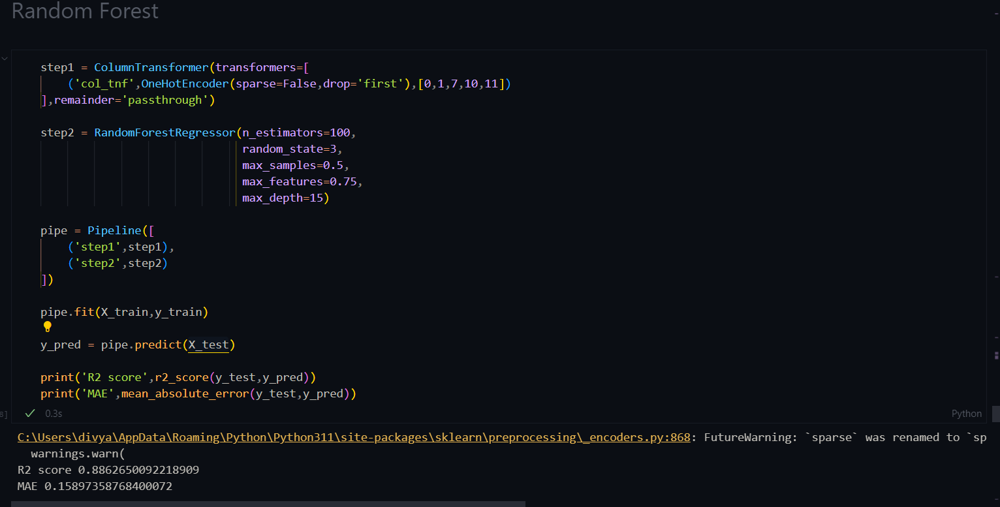 Random Forest
step1 = ColumnTransformer(transformers=[
('col_tnf',OneHotEncoder(sparse=False,drop='first'),[0,1,7,10,11])
],remainder='passthrough')
step2 = RandomForestRegressor(n_estimators=100,
random_state=3,
max_samples=0.5,
max_features=0.75,
max_depth=15)
pipe = Pipeline([
('step1',step1),
('step2',step2)
])
pipe.fit(X_train,y_train)
y_pred = pipe.predict(X_test)
print('R2 score',r2_score(y_test,y_pred))
print('MAE',mean_absolute_error(y_test,y_pred))
8] 0.3s Python
C:\Users\divya\AppData\Roaming\Python\Python311\site-packages\sklearn\preprocessing\_encoders.py:868: FutureWarning: `sparse` was renamed to `sp
warnings.warn(
R2 score 0.8862650092218909
MAE 0.15897358768400072